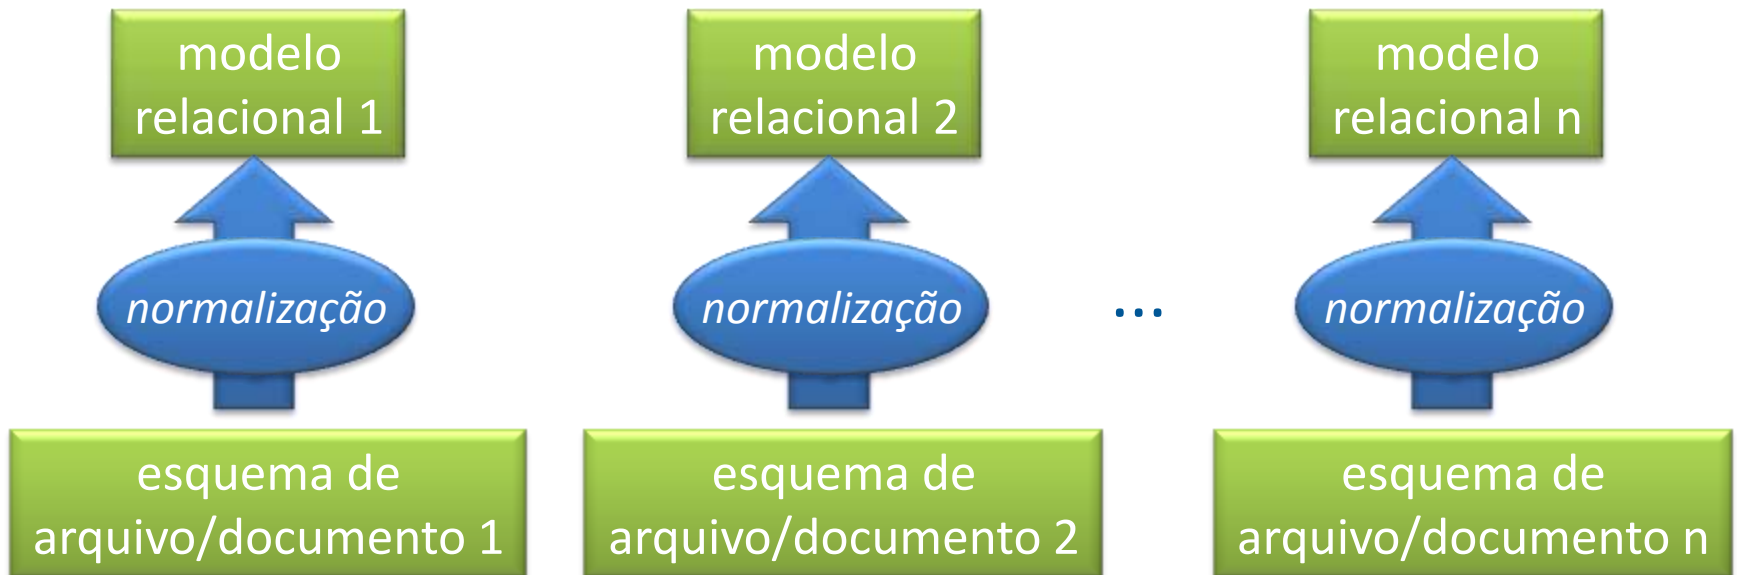 modelo
relacional 1
modelo
relacional 2
modelo
relacional n
normalização
normalização
...
normalização
esquema de
arquivo/documento 1
esquema de
arquivo/documento 2
esquema de
arquivo/documento n